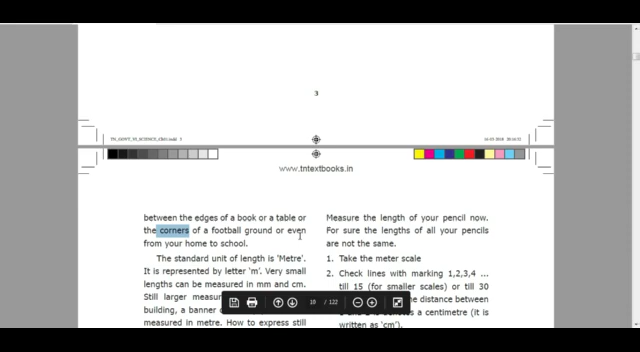 3
www.tntextbooks.in
between the edges of a book or a table or
the corners of a football ground or even
from your home to school.
The standard unit of length is 'Metre'.
It is represented by letter 'm'. Very small
lengths can be measured in mm and cm.
Still larger measur
building, a banner
measured in metre. How to express still
Measure the length of your pencil now.
For sure the lengths of all your pencils
are not the same.
1. Take the meter scale
2. Check lines with marking 1,2,3,4 ...
till 15 (for smaller scales) or till 30
he distance between
otes a centimetre (it is
written as 'cm').
10 / 122